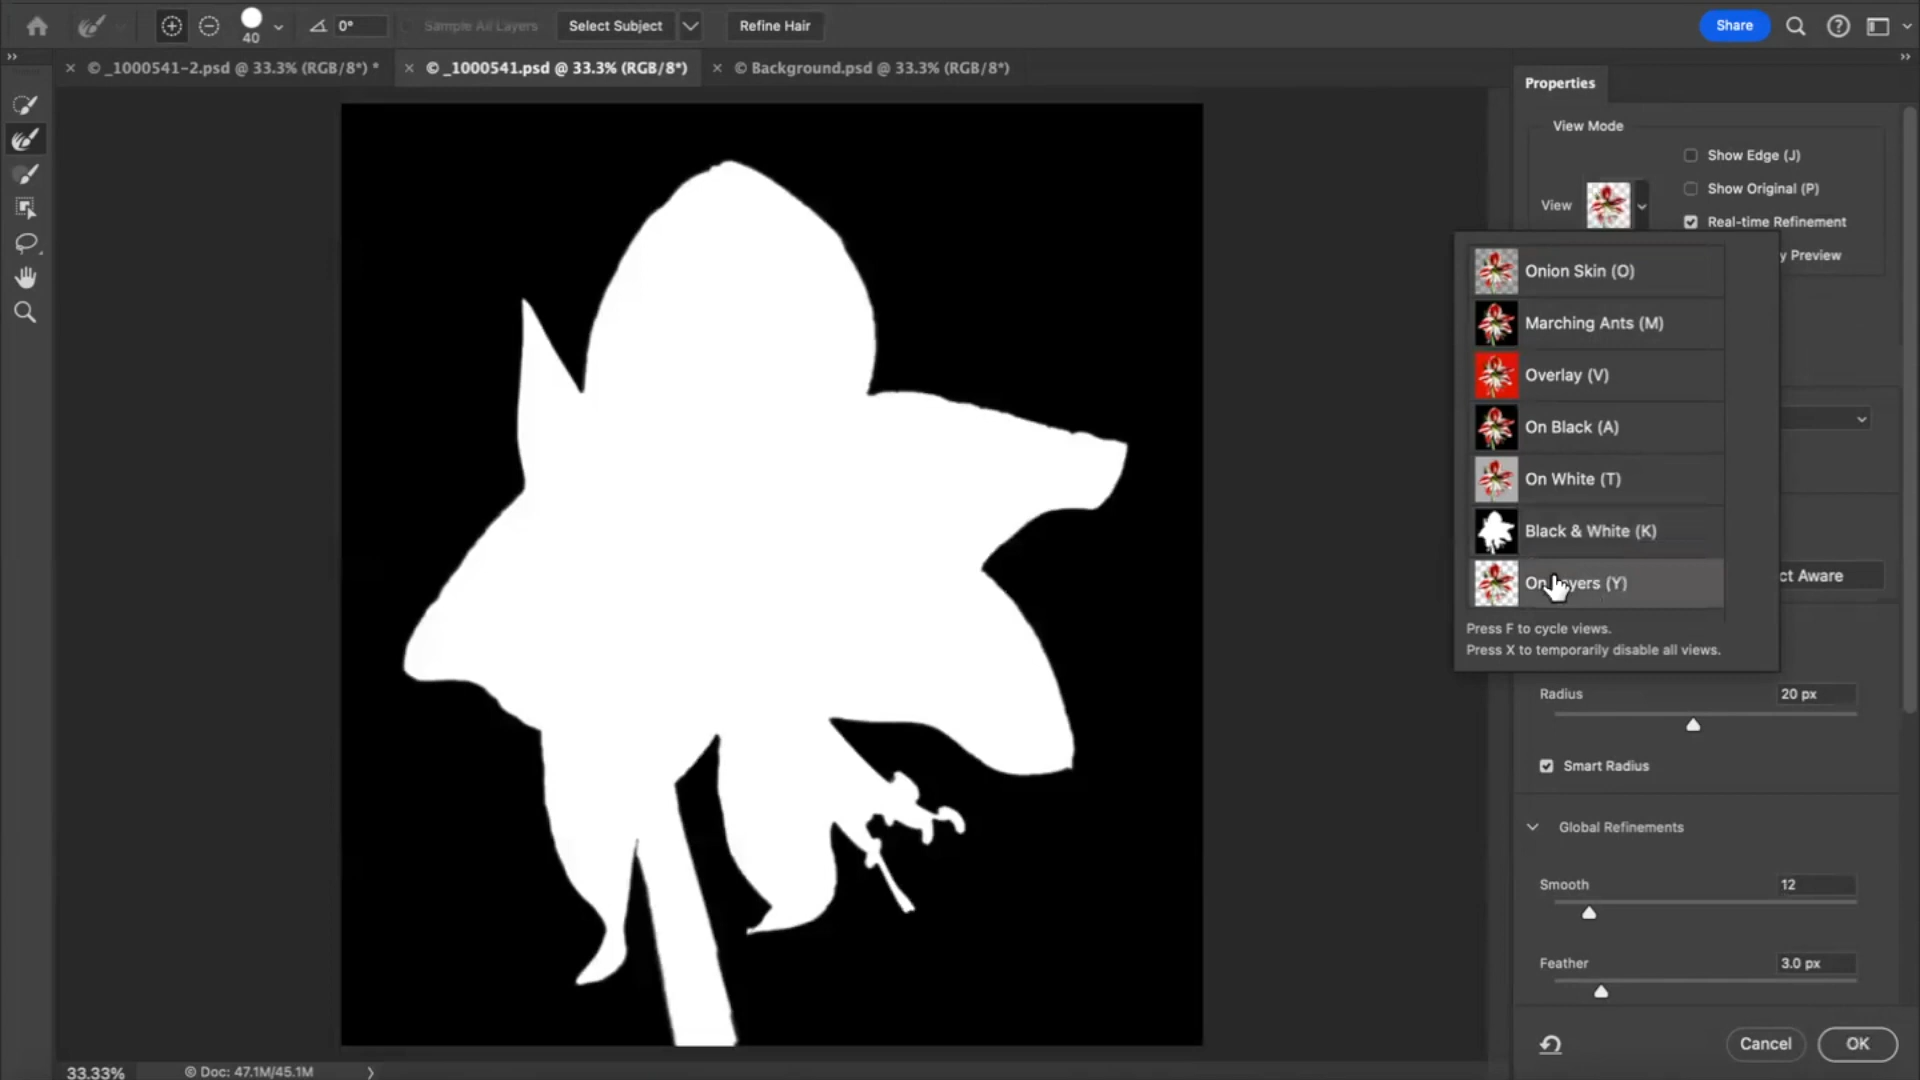 40
0°
Sample All Layers
Select Subject
Refine Hair
Share
© _1000541-2.psd @ 33.3% (RGB/8*) *
© _1000541.psd @ 33.3% (RGB/8*)
© Background.psd @ 33.3% (RGB/8*)
Properties
View Mode
Show Edge (J)
Show Original (P)
View
Real-time Refinement
y Preview
Onion Skin (O)
Marching Ants (M)
Overlay (V)
On Black (A)
On White (T)
Black & White (K)
ct Aware
On yers (Y)
Press F to cycle views.
Press X to temporarily disable all views.
Radius
20 px
Smart Radius
Global Refinements
Smooth
12
Feather
3.0 px
Cancel
OK
33.33%
© Doc: 47.1M/45.1M